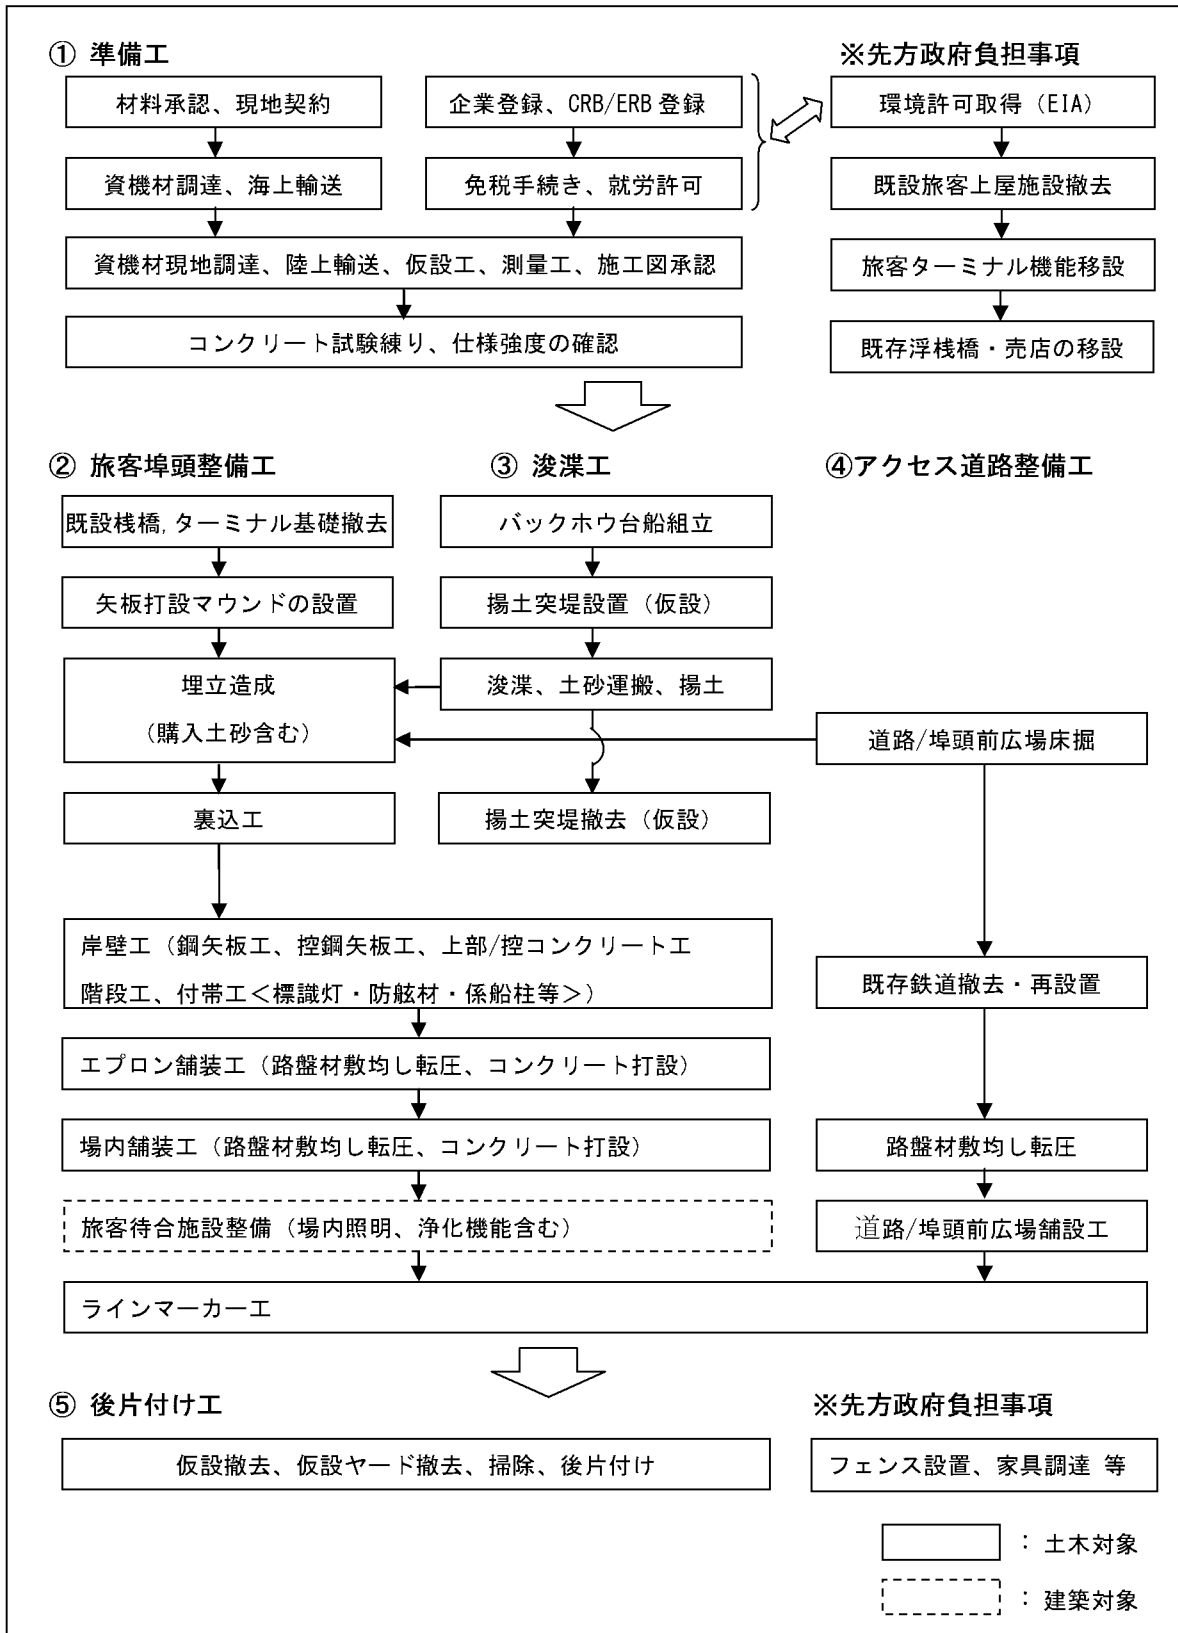 ① 準備工
※先方政府負担事項
材料承認、現地契約
企業登録、CRB/ERB 登録
環境許可取得（EIA）
資機材調達、海上輸送
免税手続き、就労許可
既設旅客上屋施設撤去
資機材現地調達、陸上輸送、仮設工、測量工、施工図承認
旅客ターミナル機能移設
コンクリート試験練り、仕様強度の確認
既存浮桟橋・売店の移設
② 旅客埠頭整備工
③ 浚渫工
④アクセス道路整備工
既設桟橋,ターミナル基礎撤去
バックホウ台船組立
矢板打設マウンドの設置
揚土突堤設置（仮設）
埋立造成
（購入土砂含む）
浚渫、土砂運搬、揚土
道路/埠頭前広場床掘
裏込工
揚土突堤撤去（仮設）
岸壁工（鋼矢板工、控鋼矢板工、上部/控コンクリート工
階段工、付帯工＜標識灯・防舷材・係船柱等＞）
既存鉄道撤去・再設置
エプロン舗装工（路盤材敷均し転圧、コンクリート打設）
場内舗装工（路盤材敷均し転圧、コンクリート打設）
路盤材敷均し転圧
旅客待合施設整備（場内照明、浄化機能含む）
道路/埠頭前広場舗設工
ラインマーカー工
⑤ 後片付け工
※先方政府負担事項
仮設撤去、仮設ヤード撤去、掃除、後片付け
フェンス設置、家具調達 等
：土木対象
：建築対象